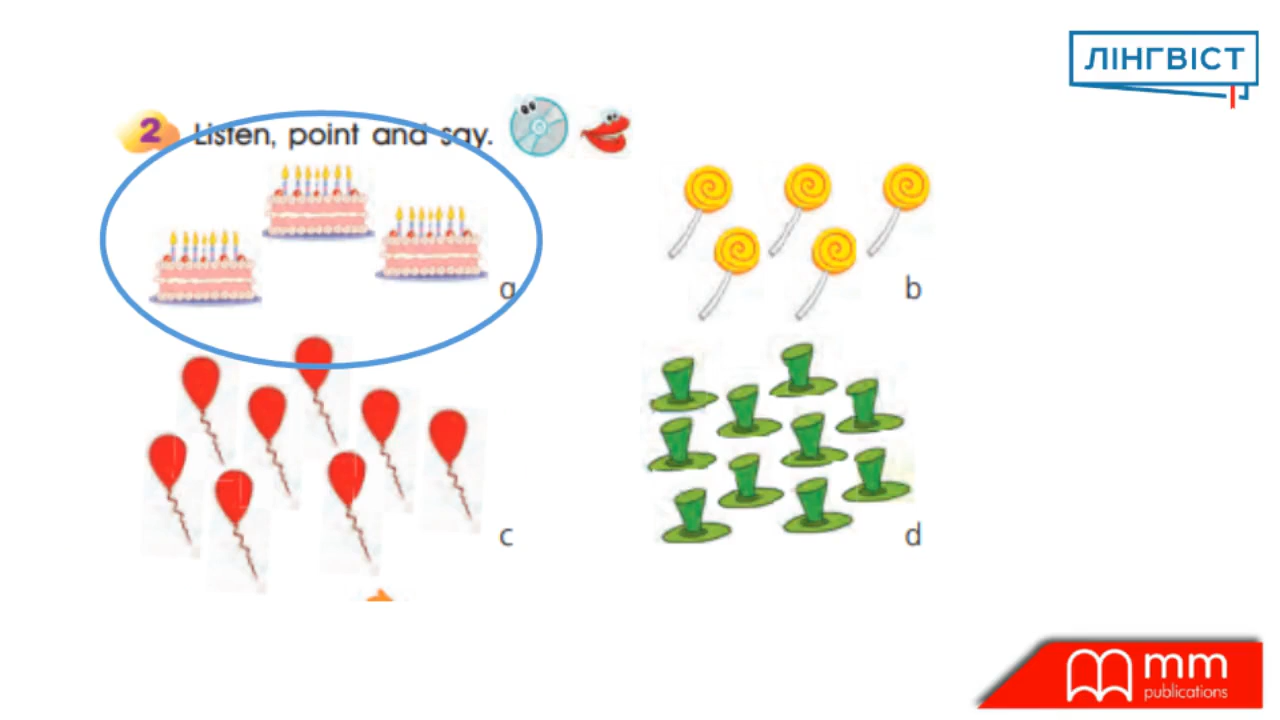 ЛІНГВІСТ
2 Listen, point and say.
a
b
c
d
mm
publications